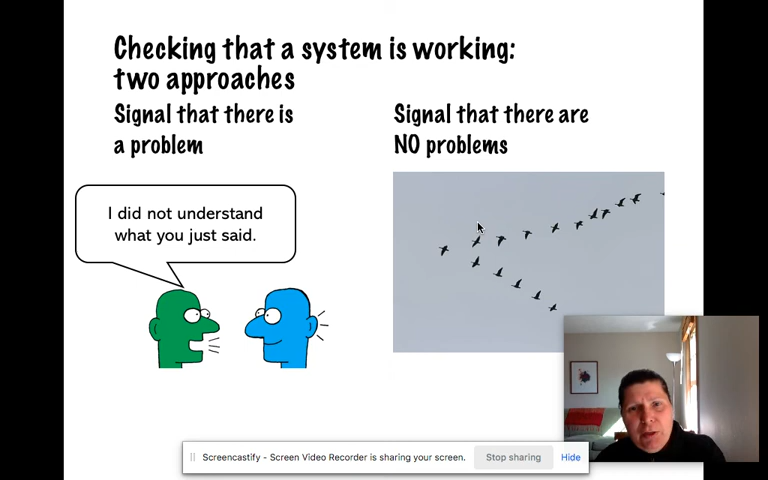 Checking that a system is working:
two approaches
Signal that there is
a problem
Signal that there are
NO problems
I did not understand
what you just said.
Screencastify - Screen Video Recorder is sharing your screen.
Stop sharing
Hide